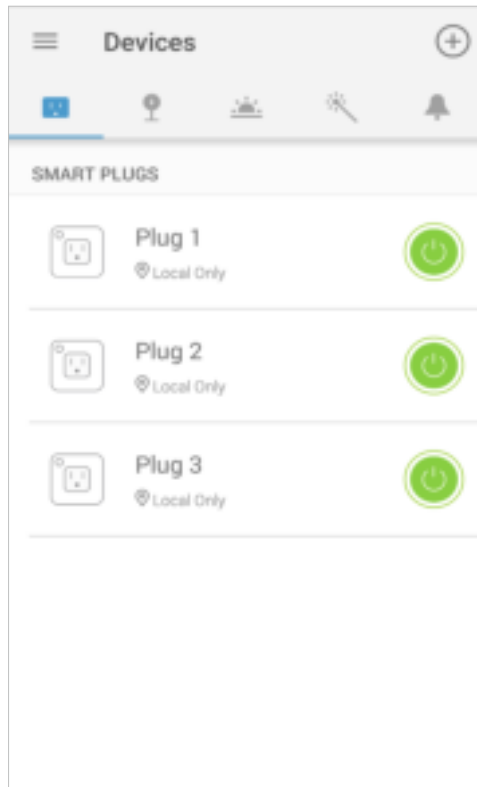 Devices
SMART PLUGS
Plug 1
Local Only
Plug 2
Local Only
Plug 3
Local Only